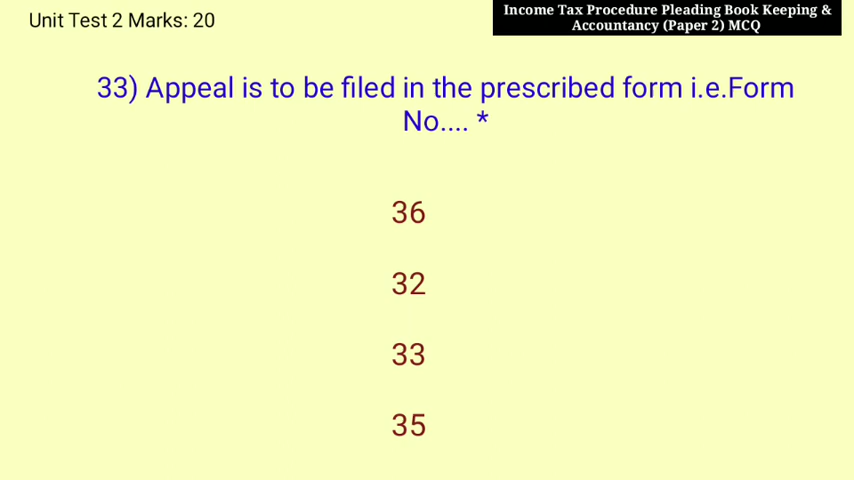 Unit Test 2 Marks: 20
Income Tax Procedure Pleading Book Keeping &
Accountancy (Paper 2) MCQ
33) Appeal is to be filed in the prescribed form i.e.Form
No.... *
36
32
33
35